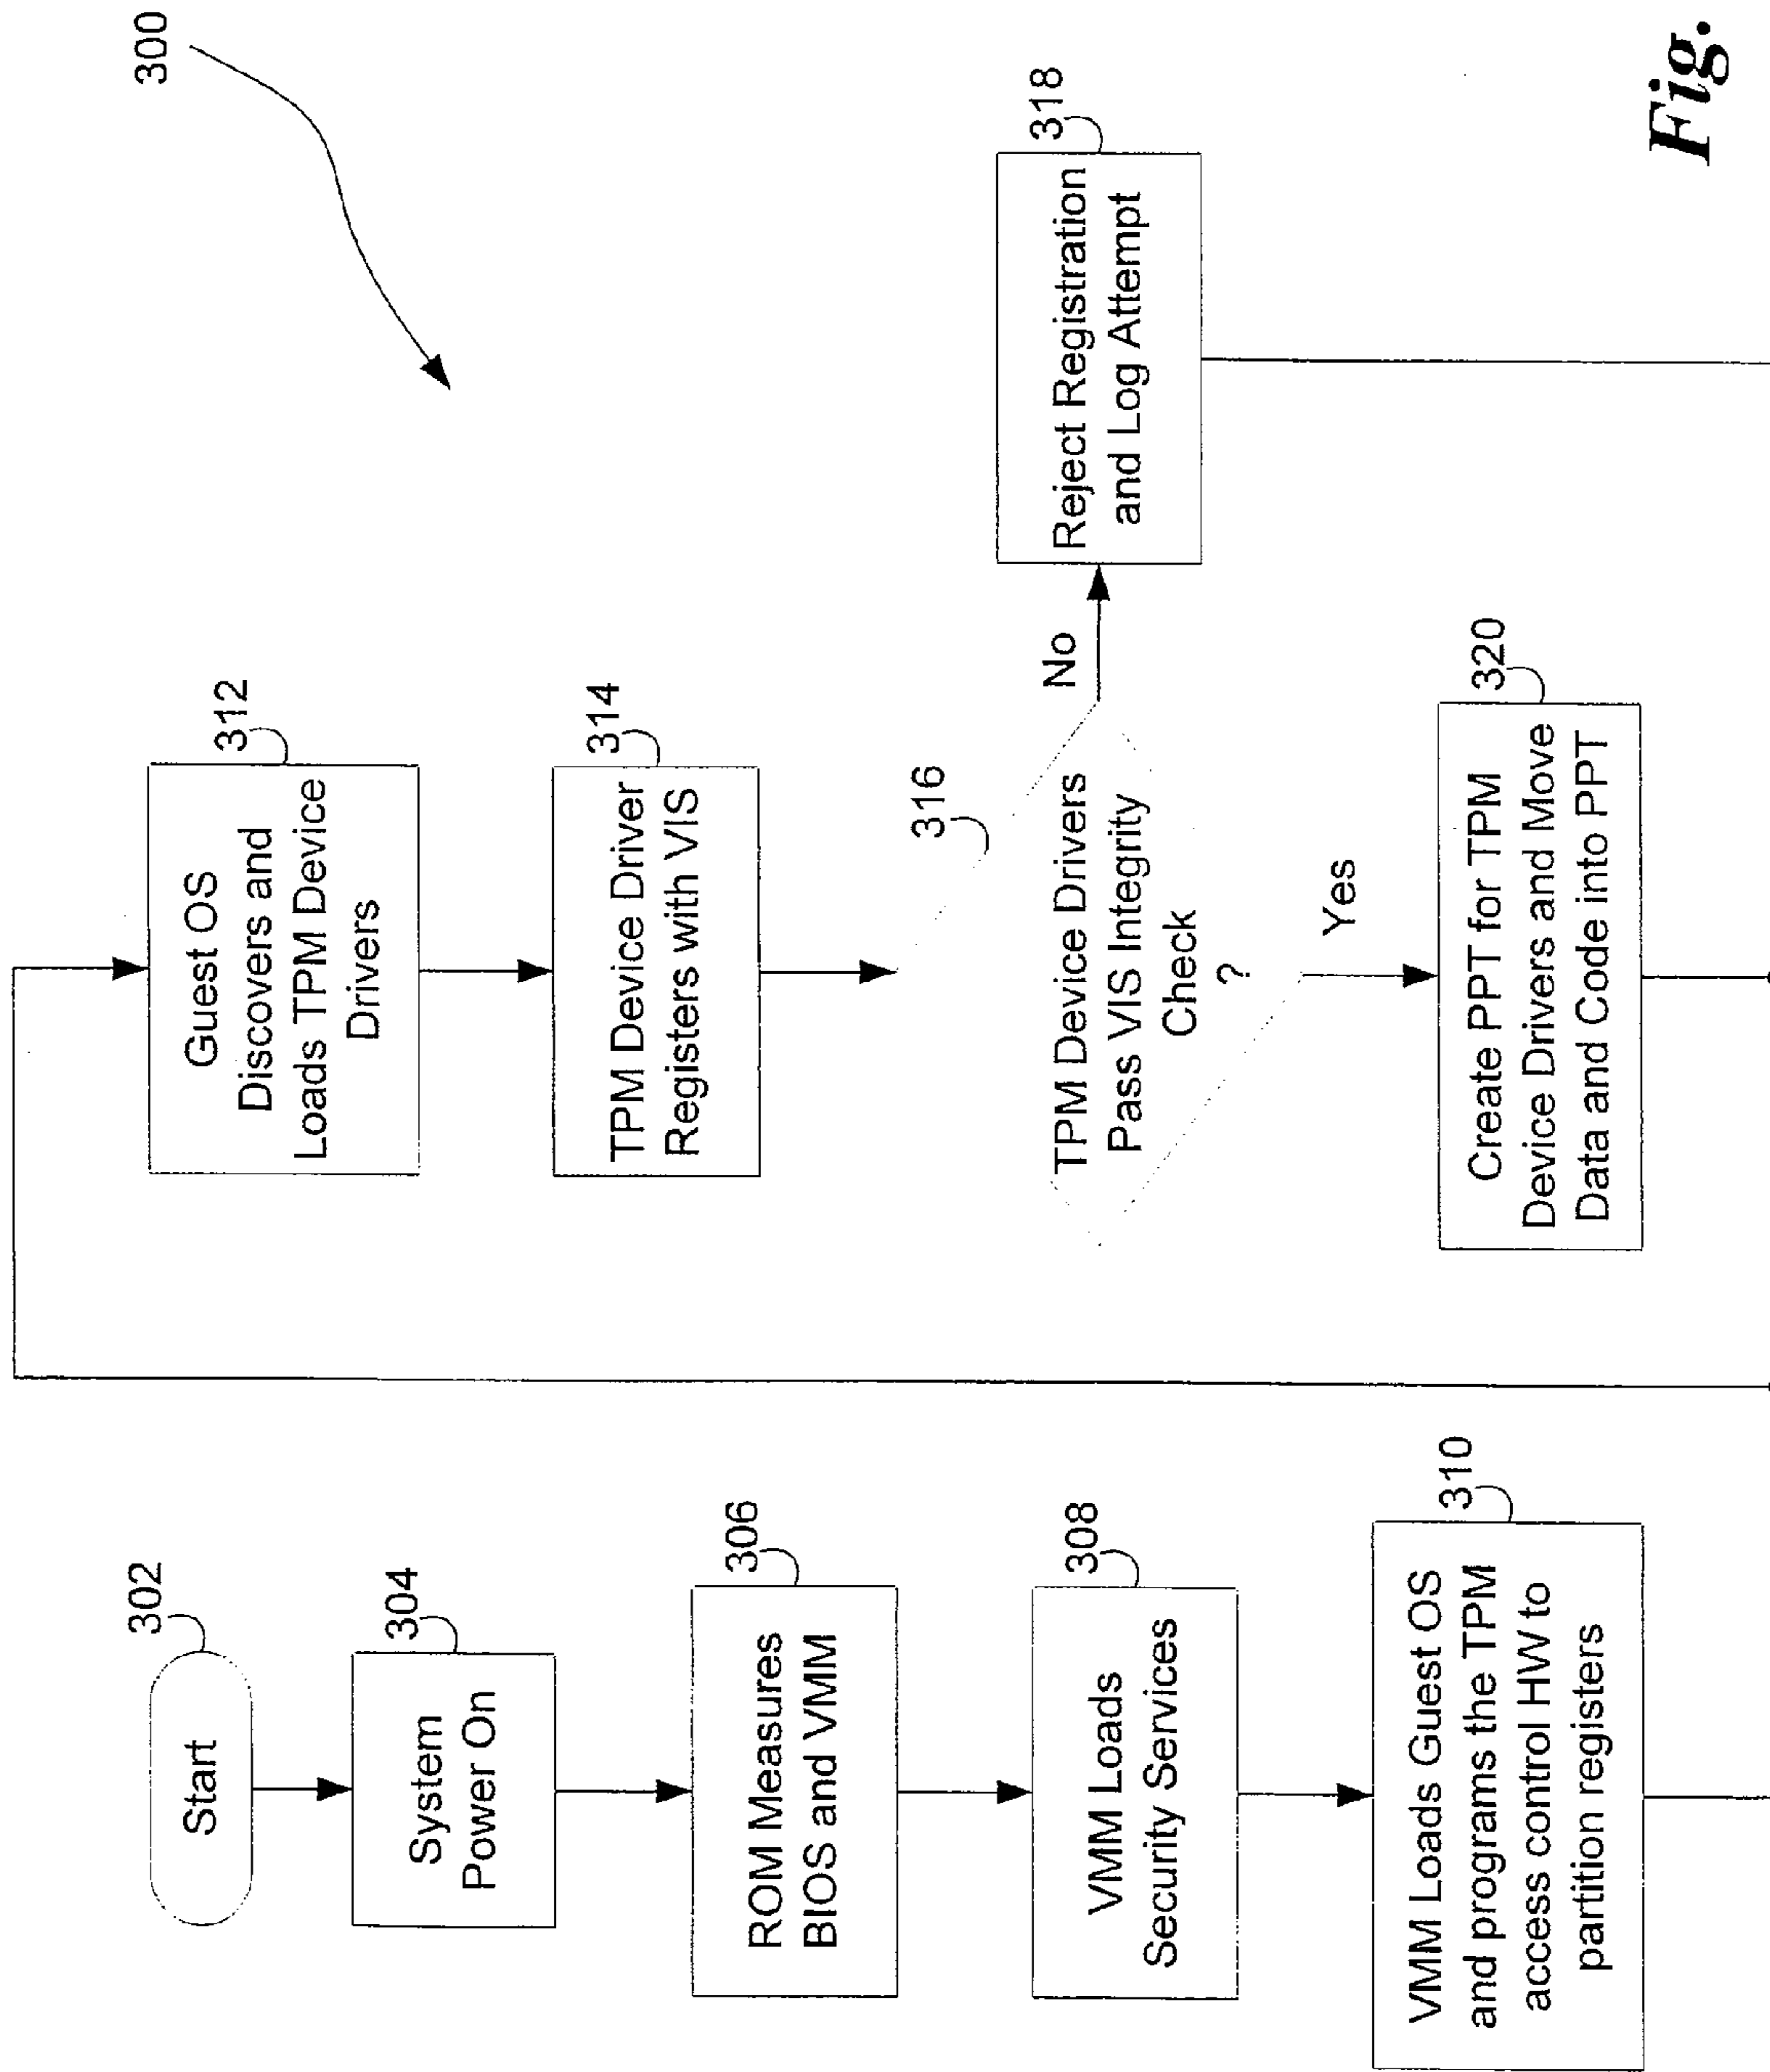 300
302
Start
304
System
Power On
306
ROM Measures
BIOS and VMM
308
VMM Loads
Security Services
310
VMM Loads Guest OS
and programs the TPM
access control HW to
partition registers
312
Guest OS
Discovers and
Loads TPM Device
Drivers
314
TPM Device Driver
Registers with VIS
316
TPM Device Drivers
Pass VIS Integrity
Check
?
No
318
Reject Registration
and Log Attempt
Yes
320
Create PPT for TPM
Device Drivers and Move
Data and Code into PPT
Fig.